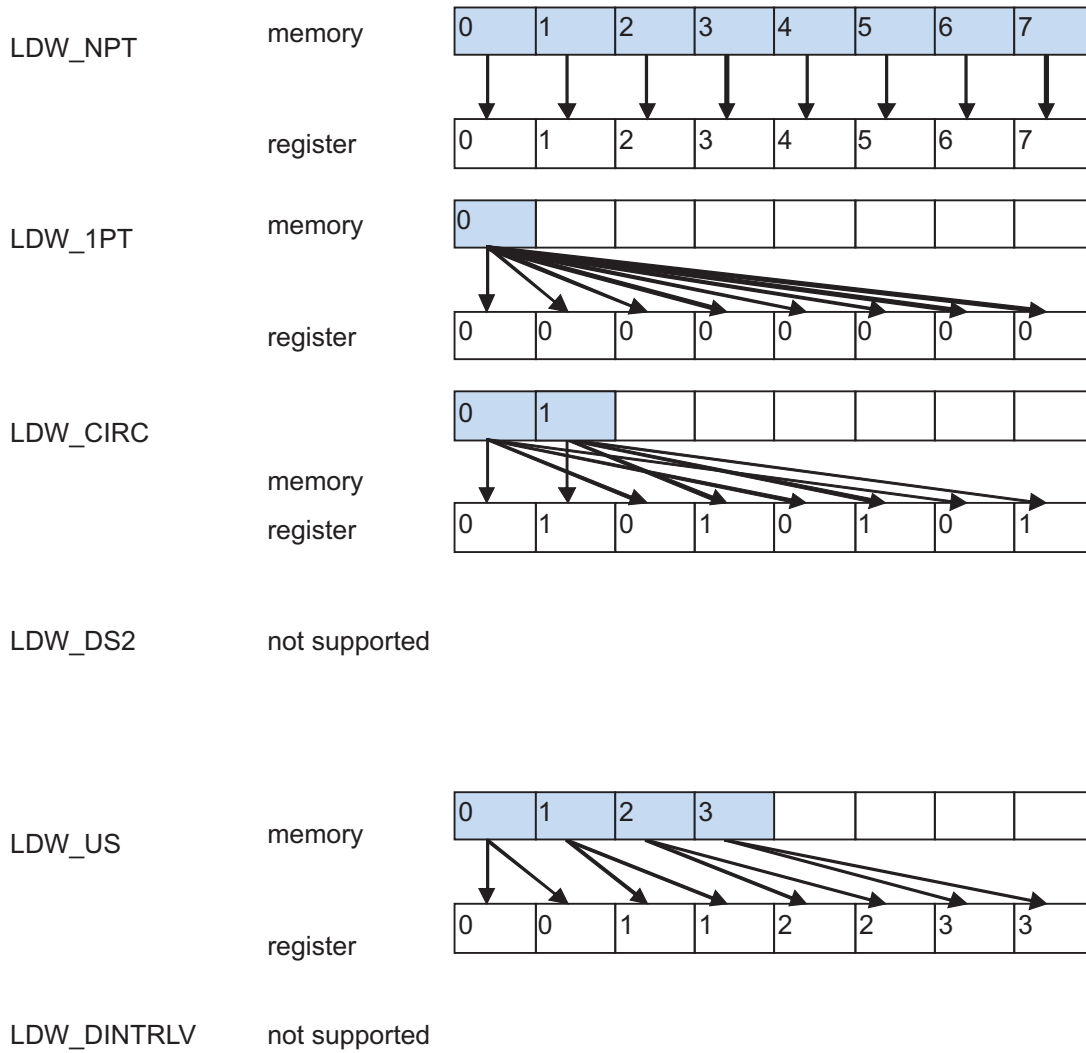 LDW_NPT
memory
0 1 2 3 4 5 6 7
register
0 1 2 3 4 5 6 7
LDW_1PT
memory
0
register
0 0 0 0 0 0 0 0
LDW_CIRC
0 1
memory
register
0 1 0 1 0 1 0 1
LDW_DS2 not supported
LDW_US
memory
0 1 2 3
register
0 0 1 1 2 2 3 3
LDW_DINTRLV not supported